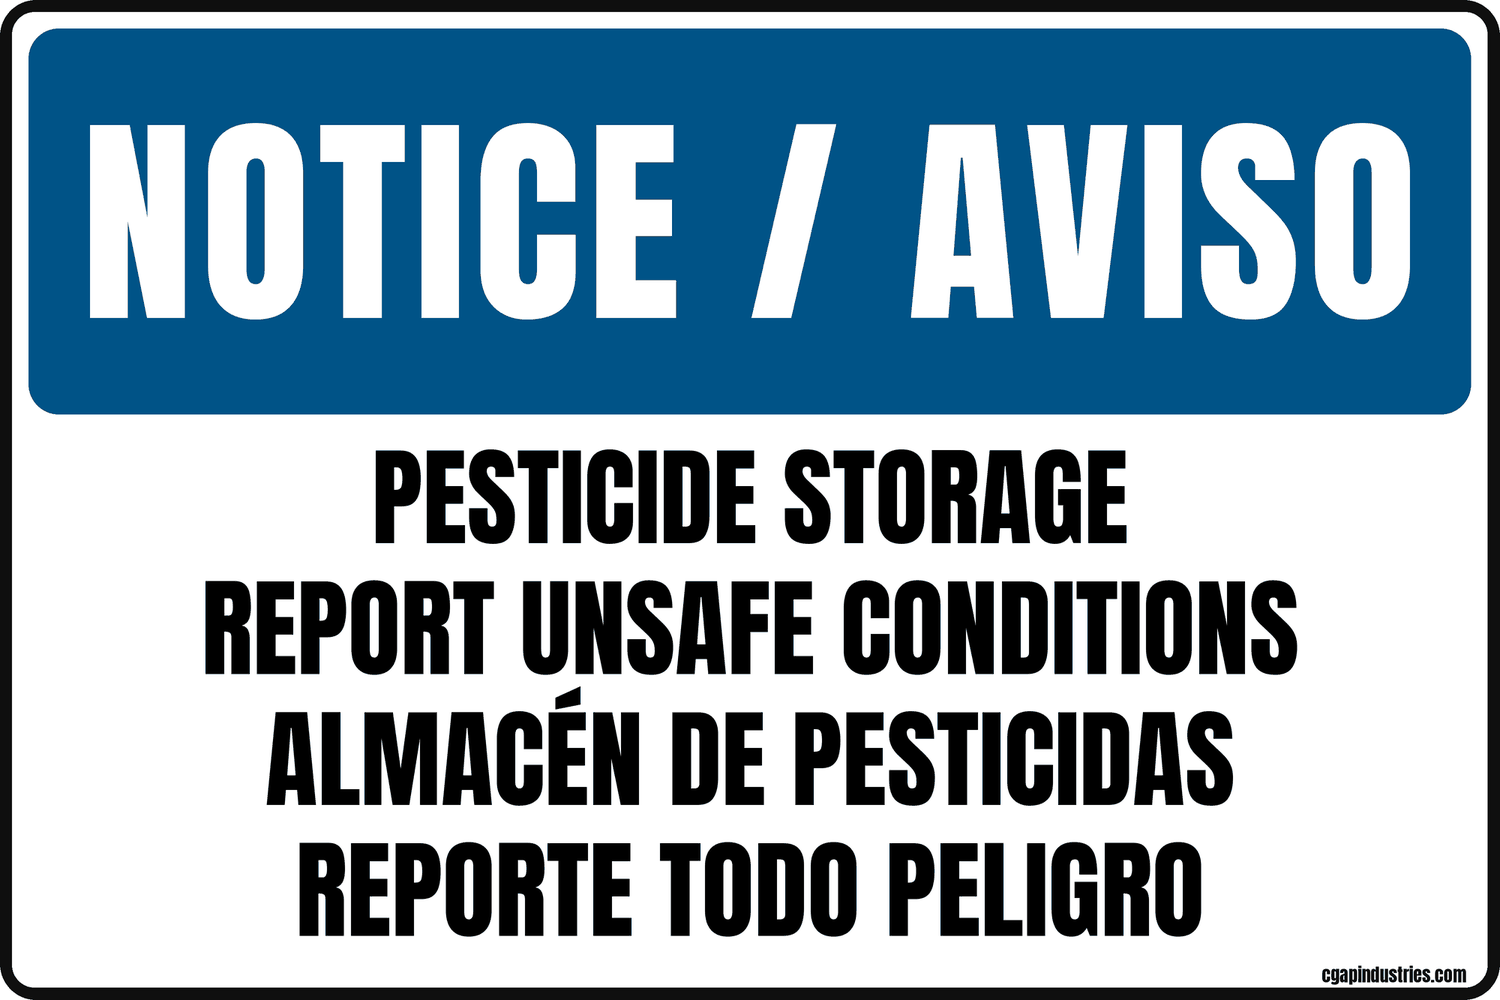 NOTICE / AVISO
PESTICIDE STORAGE
REPORT UNSAFE CONDITIONS
ALMACÉN DE PESTICIDAS
REPORTE TODO PELIGRO
cgapindustries.com